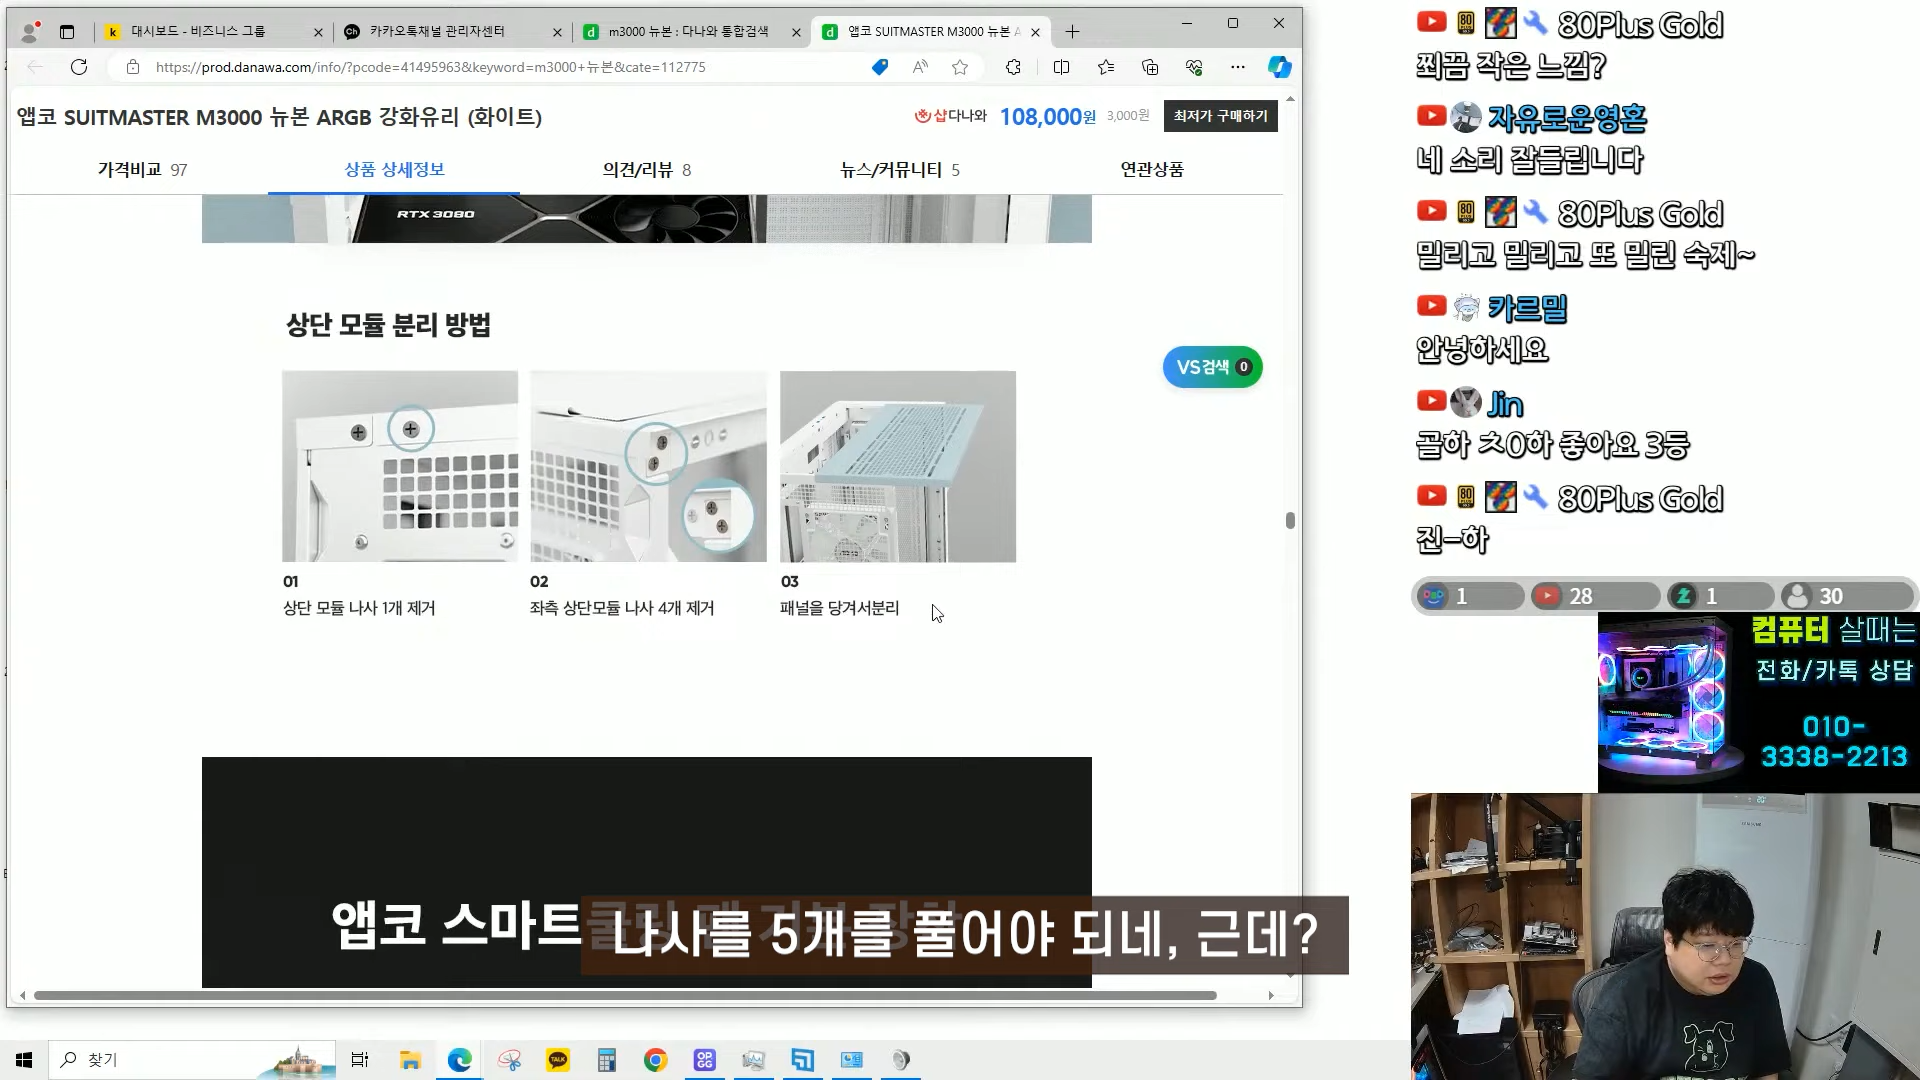 대시보드 - 비즈니스 그룹
카카오톡채널 관리자센터
m3000 뉴본 : 다나와 통합검색
앱코 SUITMASTER M3000 뉴본 A
https://prod.danawa.com/info/?pcode=41495963&keyword=m3000+뉴본&cate=112775
앱코 SUITMASTER M3000 뉴본 ARGB 강화유리 (화이트)
샵다나와 108,000원 3,000원 최저가 구매하기
가격비교 97
상품 상세정보
의견/리뷰 8
뉴스/커뮤니티 5
연관상품
RTX 3080
상단 모듈 분리 방법
VS검색 0
01
상단 모듈 나사 1개 제거
02
좌측 상단모듈 나사 4개 제거
03
패널을 당겨서분리
앱코 스마트
나사를 5개를 풀어야 되네, 근데?
찾기
TALK
OP.GG
80Plus Gold
쬐끔 작은 느낌?
자유로운영혼
네 소리 잘들립니다
80Plus Gold
밀리고 밀리고 또 밀린 숙제~
카르밀
안녕하세요
Jin
골하 ㅊ0하 좋아요 3등
80Plus Gold
진-하
1 28 1 30
컴퓨터 살때는
전화/카톡 상담
010-
3338-2213